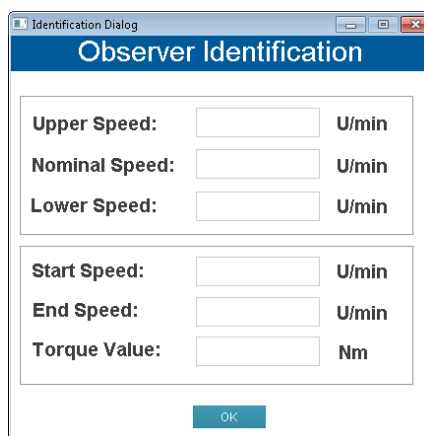 Identification Dialog
Observer Identification
Upper Speed: U/min
Nominal Speed: U/min
Lower Speed: U/min
Start Speed: U/min
End Speed: U/min
Torque Value: Nm
OK